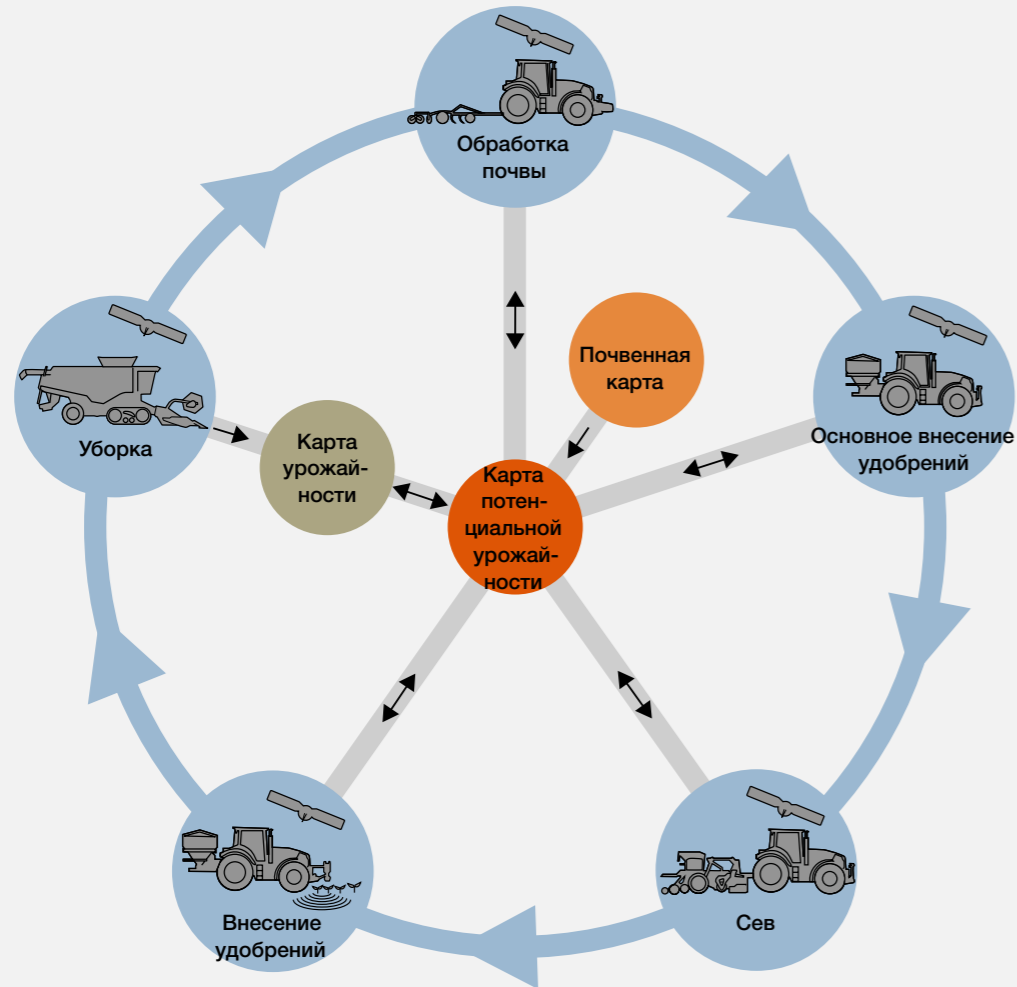 Обработка
почвы
Почвенная
карта
Основное внесение
удобрений
Уборка
Карта
урожай-
ности
Карта
потен-
циальной
урожай-
ности
Внесение
удобрений
Сев